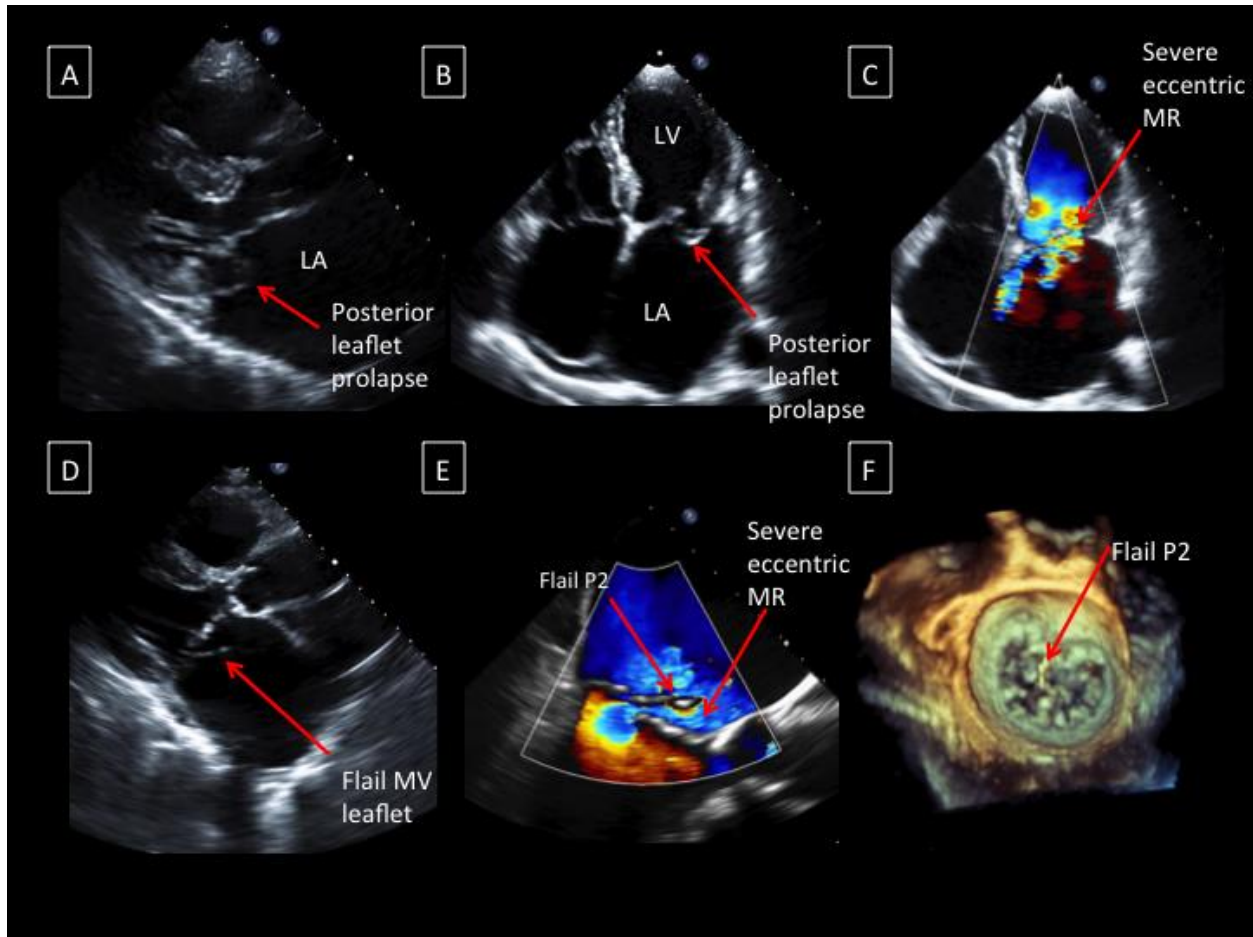 A
LA
Posterior
leaflet
prolapse
B
LV
LA
Posterior
leaflet
prolapse
C
Severe
eccentric
MR
D
Flail MV
leaflet
E
Flail P2
Severe
eccentric
MR
F
Flail P2